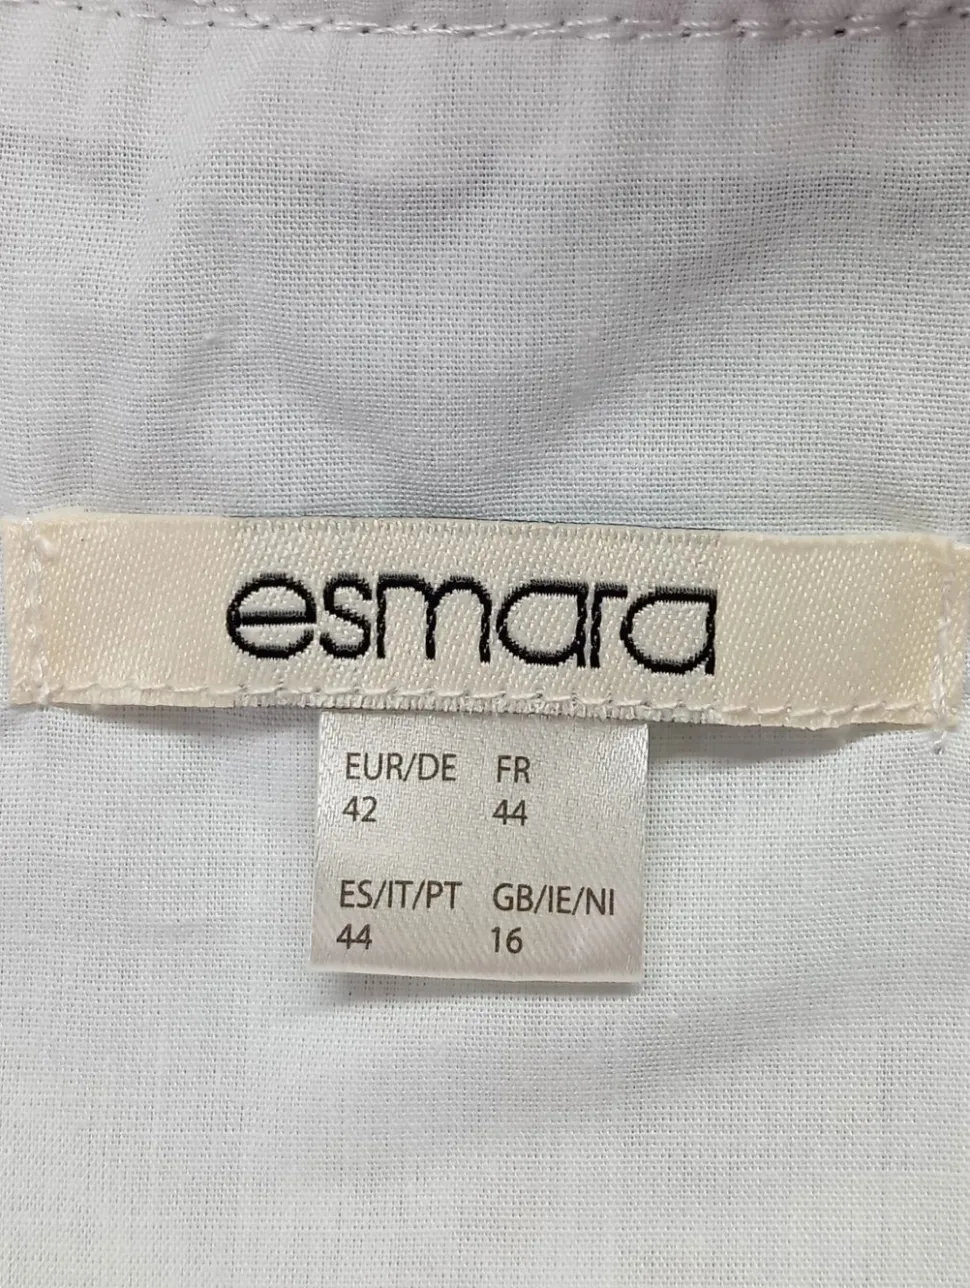 esmara
EUR/DE FR
42 44
ES/IT/PT GB/IE/NI
44 16